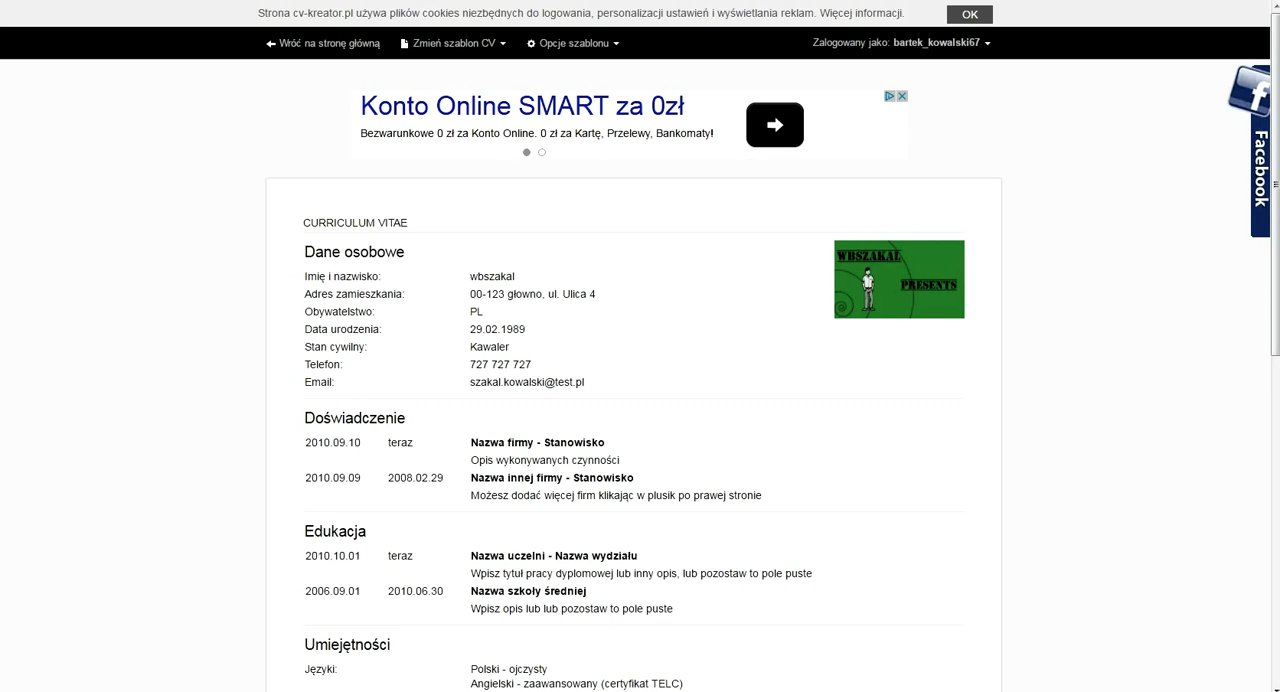 Strona cv-kreator.pl używa plików cookies niezbędnych do logowania, personalizacji ustawień i wyświetlania reklam. Więcej informacji. OK
Wróć na stronę główną Zmień szablon CV Opcje szablonu Zalogowany jako: bartek_kowalski67
Konto Online SMART za 0zł
Bezwarunkowe 0 zł za Konto Online. 0 zł za Kartę, Przelewy, Bankomaty!
Facebook
CURRICULUM VITAE
Dane osobowe
WBSZAKAL
PRESENTS
Imię i nazwisko: wbszakal
Adres zamieszkania: 00-123 głowno, ul. Ulica 4
Obywatelstwo: PL
Data urodzenia: 29.02.1989
Stan cywilny: Kawaler
Telefon: 727 727 727
Email: szakal.kowalski@test.pl
Doświadczenie
2010.09.10 teraz Nazwa firmy - Stanowisko
Opis wykonywanych czynności
2010.09.09 2008.02.29 Nazwa innej firmy - Stanowisko
Możesz dodać więcej firm klikając w plusik po prawej stronie
Edukacja
2010.10.01 teraz Nazwa uczelni - Nazwa wydziału
Wpisz tytuł pracy dyplomowej lub inny opis, lub pozostaw to pole puste
2006.09.01 2010.06.30 Nazwa szkoły średniej
Wpisz opis lub lub pozostaw to pole puste
Umiejętności
Języki: Polski - ojczysty
Angielski - zaawansowany (certyfikat TELC)